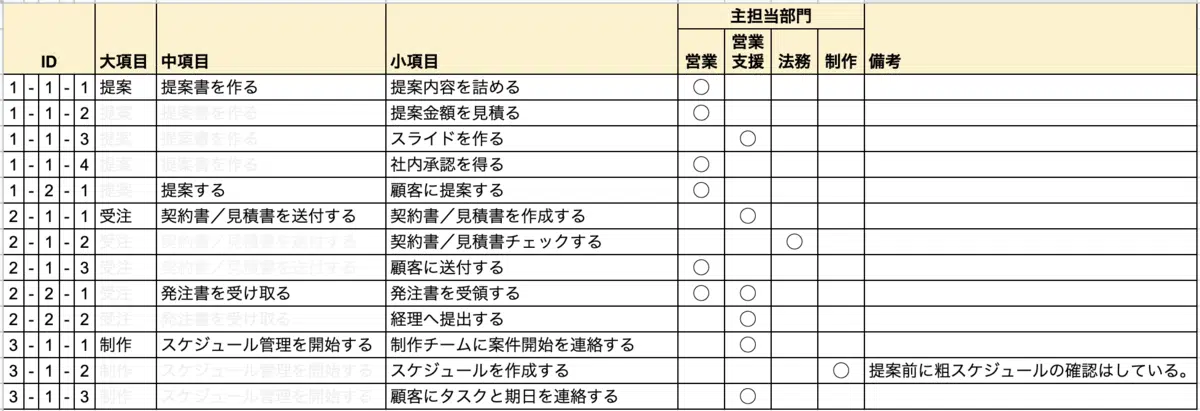 主担当部門
ID 大項目 中項目 小項目 営業 営業支援 法務 制作 備考
1 - 1 - 1 提案 提案書を作る 提案内容を詰める ○
1 - 1 - 2 提案 提案書を作る 提案金額を見積る ○
1 - 1 - 3 提案 提案書を作る スライドを作る ○
1 - 1 - 4 提案 提案書を作る 社内承認を得る ○
1 - 2 - 1 提案 提案する 顧客に提案する ○
2 - 1 - 1 受注 契約書／見積書を送付する 契約書／見積書を作成する ○
2 - 1 - 2 受注 契約書／見積書を送付する 契約書／見積書チェックする ○
2 - 1 - 3 受注 契約書／見積書を送付する 顧客に送付する ○
2 - 2 - 1 受注 発注書を受け取る 発注書を受領する ○ ○
2 - 2 - 2 受注 発注書を受け取る 経理へ提出する ○
3 - 1 - 1 制作 スケジュール管理を開始する 制作チームに案件開始を連絡する ○
3 - 1 - 2 制作 スケジュール管理を開始する スケジュールを作成する ○ 提案前に粗スケジュールの確認はしている。
3 - 1 - 3 制作 スケジュール管理を開始する 顧客にタスクと期日を連絡する ○